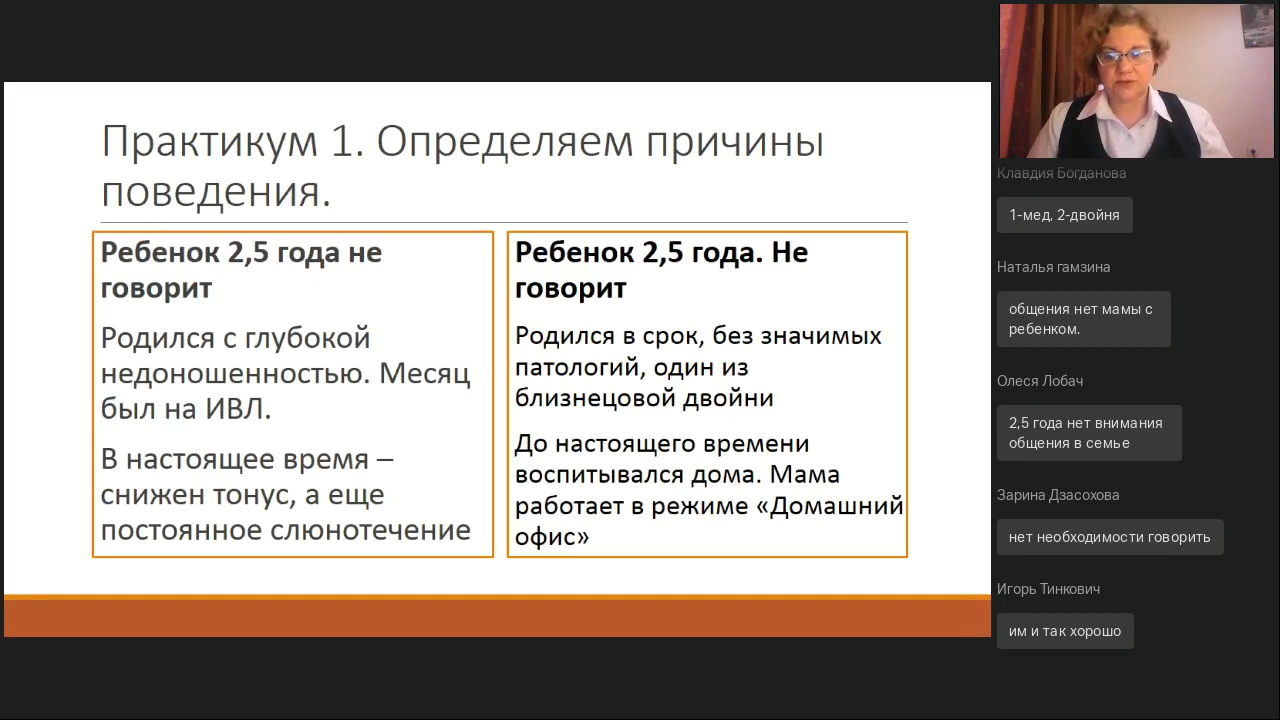 Практикум 1. Определяем причины
поведения.
Ребенок 2,5 года не
говорит
Родился с глубокой
недоношенностью. Месяц
был на ИВЛ.
В настоящее время –
снижен тонус, а еще
постоянное слюнотечение
Ребенок 2,5 года. Не
говорит
Родился в срок, без значимых
патологий, один из
близнецовой двойни
До настоящего времени
воспитывался дома. Мама
работает в режиме «Домашний
офис»
Клавдия Богданова
1-мед, 2-двойня
Наталья гамзина
общения нет мамы с
ребенком.
Олеся Лобач
2,5 года нет внимания
общения в семье
Зарина Дзасохова
нет необходимости говорить
Игорь Тинкович
им и так хорошо